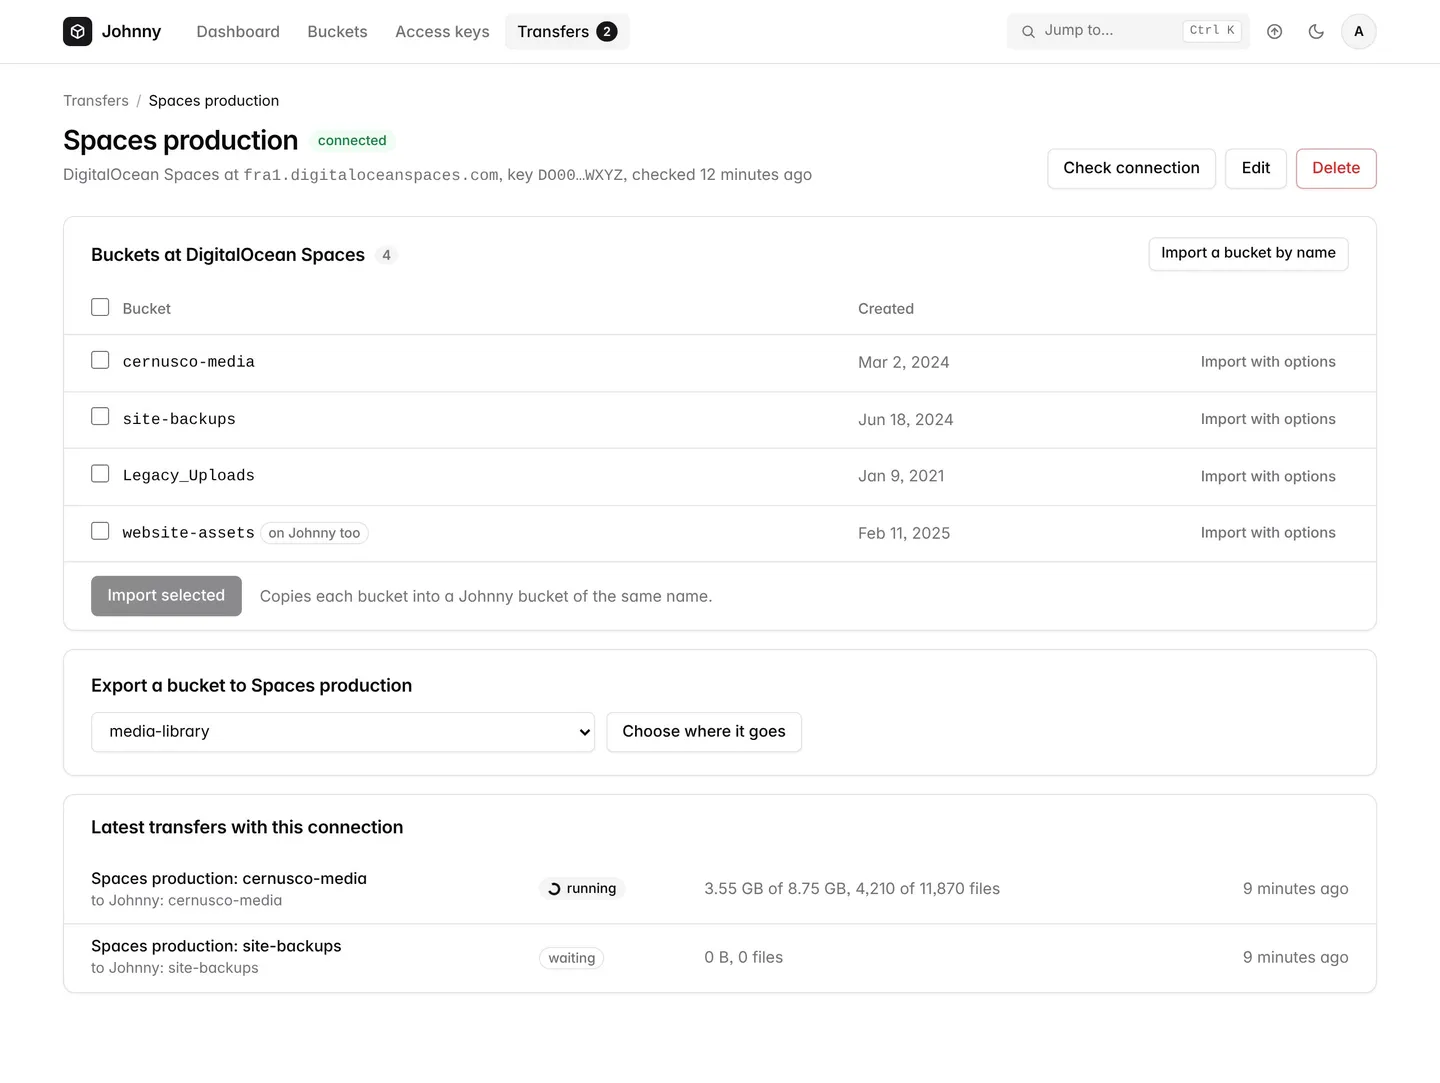 Johnny
Dashboard
Buckets
Access keys
Transfers 2
Jump to... Ctrl K
A
Transfers / Spaces production
Spaces production connected
DigitalOcean Spaces at fra1.digitaloceanspaces.com, key DO00…WXYZ, checked 12 minutes ago
Check connection
Edit
Delete
Buckets at DigitalOcean Spaces 4
Import a bucket by name
Bucket Created
cernusco-media Mar 2, 2024 Import with options
site-backups Jun 18, 2024 Import with options
Legacy_Uploads Jan 9, 2021 Import with options
website-assets on Johnny too Feb 11, 2025 Import with options
Import selected Copies each bucket into a Johnny bucket of the same name.
Export a bucket to Spaces production
media-library Choose where it goes
Latest transfers with this connection
Spaces production: cernusco-media
to Johnny: cernusco-media
running 3.55 GB of 8.75 GB, 4,210 of 11,870 files 9 minutes ago
Spaces production: site-backups
to Johnny: site-backups
waiting 0 B, 0 files 9 minutes ago